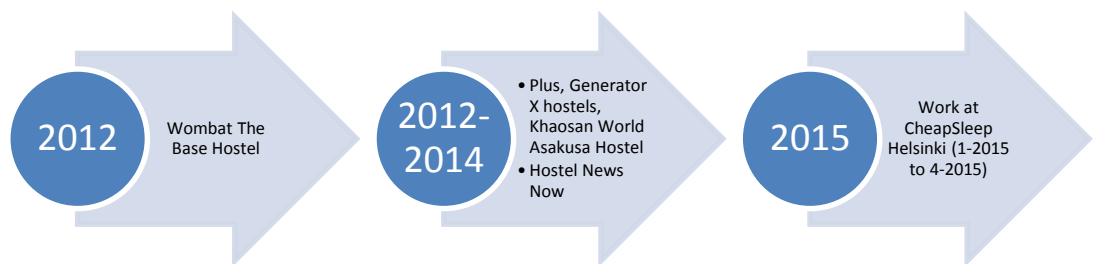 2012
Wombat The
Base Hostel
2012-
2014
• Plus, Generator
X hostels,
Khaosan World
Asakusa Hostel
• Hostel News
Now
2015
Work at
CheapSleep
Helsinki (1-2015
to 4-2015)